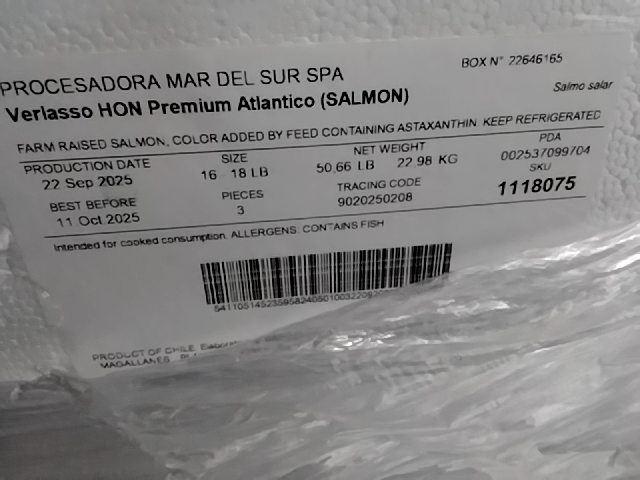 PROCESADORA MAR DEL SUR SPA
BOX N° 22646165
Verlasso HON Premium Atlantico (SALMON)
Salmo salar
FARM RAISED SALMON, COLOR ADDED BY FEED CONTAINING ASTAXANTHIN. KEEP REFRIGERATED
PRODUCTION DATE SIZE NET WEIGHT PDA
22 Sep 2025 16 - 18 LB 50.66 LB 22.98 KG 002537099704
BEST BEFORE PIECES TRACING CODE SKU
11 Oct 2025 3 9020250208 1118075
Intended for cooked consumption. ALLERGENS: CONTAINS FISH
PRODUCT OF CHILE.
MAGALLANES